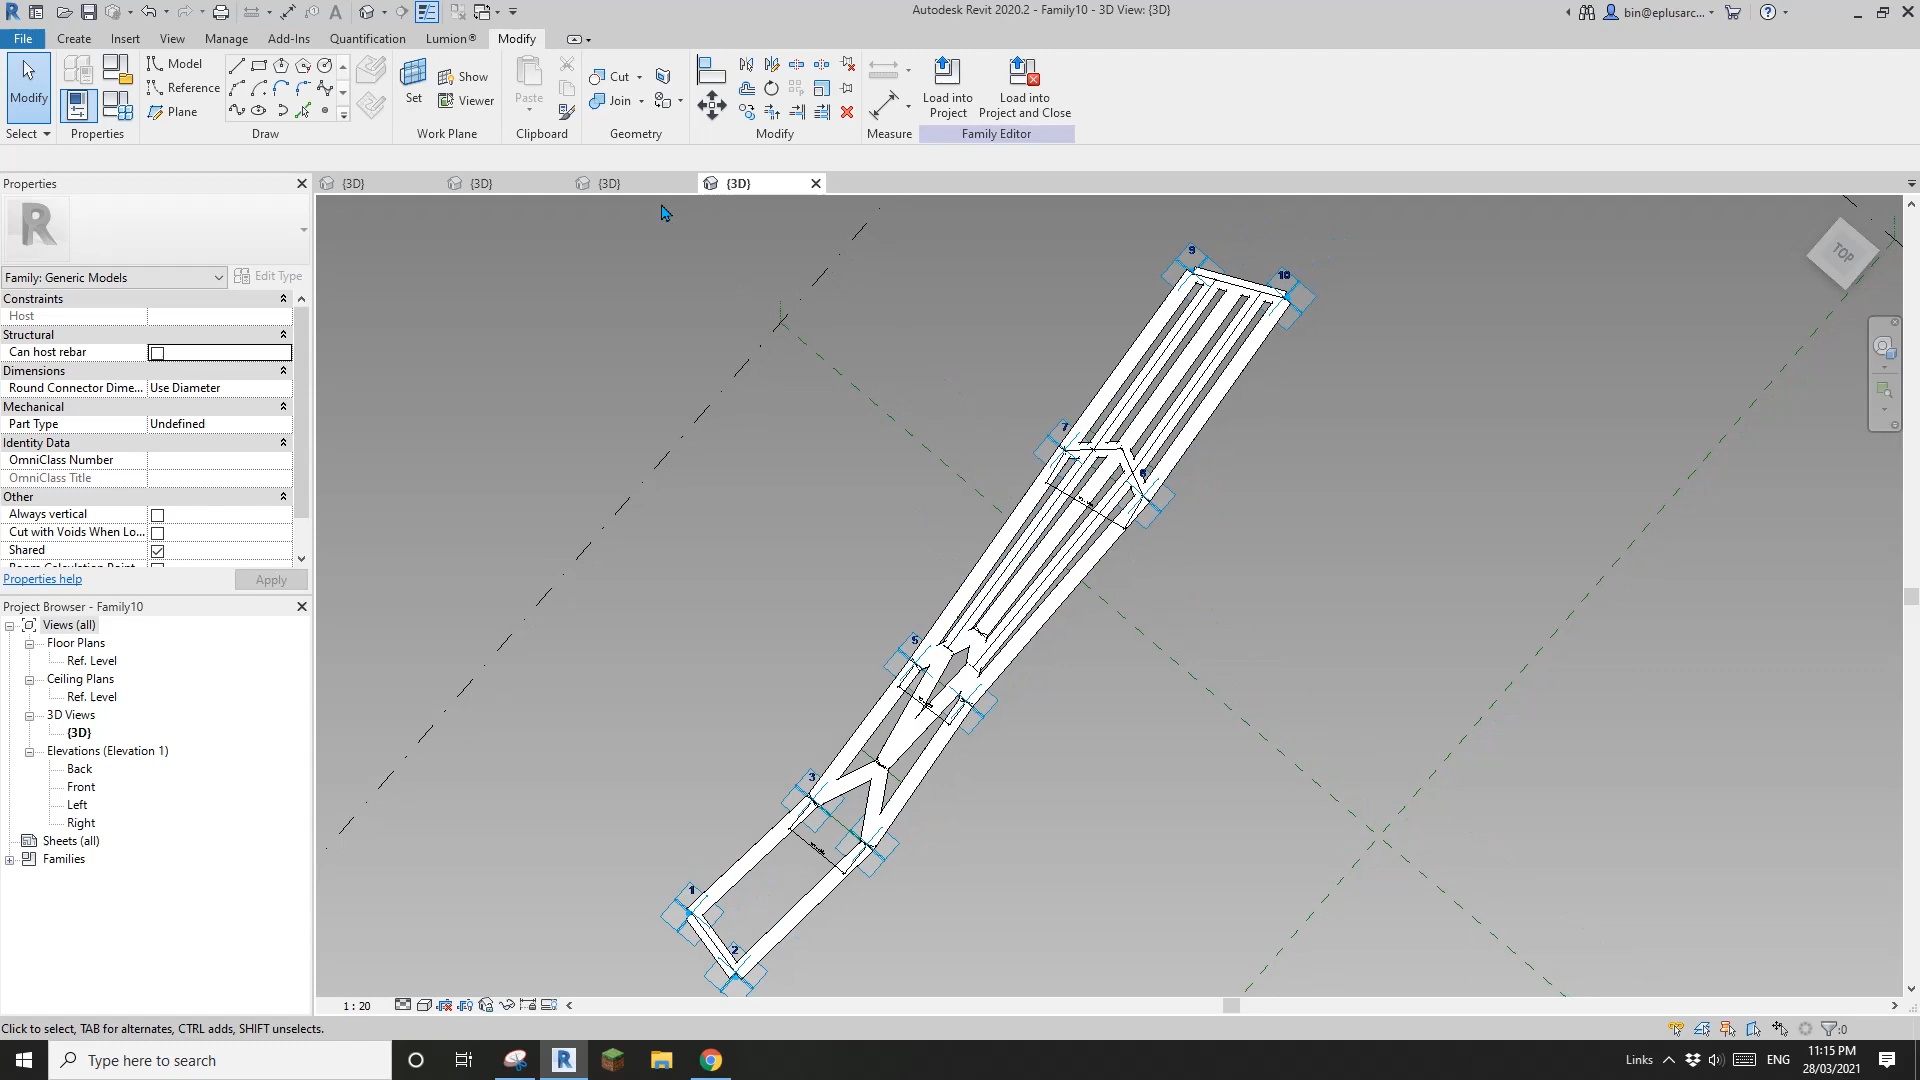 Autodesk Revit 2020.2 - Family10 - 3D View: {3D}
bin@eplusarc...
File Create Insert View Manage Add-Ins Quantification Lumion® Modify
Modify
Select
Properties
Model
Reference
Plane
Draw
Set
Show
Viewer
Work Plane
Paste
Clipboard
Cut
Join
Geometry
Modify
Measure
Load into Project
Load into Project and Close
Family Editor
Properties
{3D} {3D} {3D} {3D}
Family: Generic Models
Edit Type
Constraints
Host
Structural
Can host rebar
Dimensions
Round Connector Dime... Use Diameter
Mechanical
Part Type Undefined
Identity Data
OmniClass Number
OmniClass Title
Other
Always vertical
Cut with Voids When Lo...
Shared
Properties help
Apply
Project Browser - Family10
Views (all)
Floor Plans
Ref. Level
Ceiling Plans
Ref. Level
3D Views
{3D}
Elevations (Elevation 1)
Back
Front
Left
Right
Sheets (all)
Families
TOP
9
10
7
5
3
1
2
1 : 20
Click to select, TAB for alternates, CTRL adds, SHIFT unselects.
:0
Type here to search
Links
ENG
11:15 PM
28/03/2021